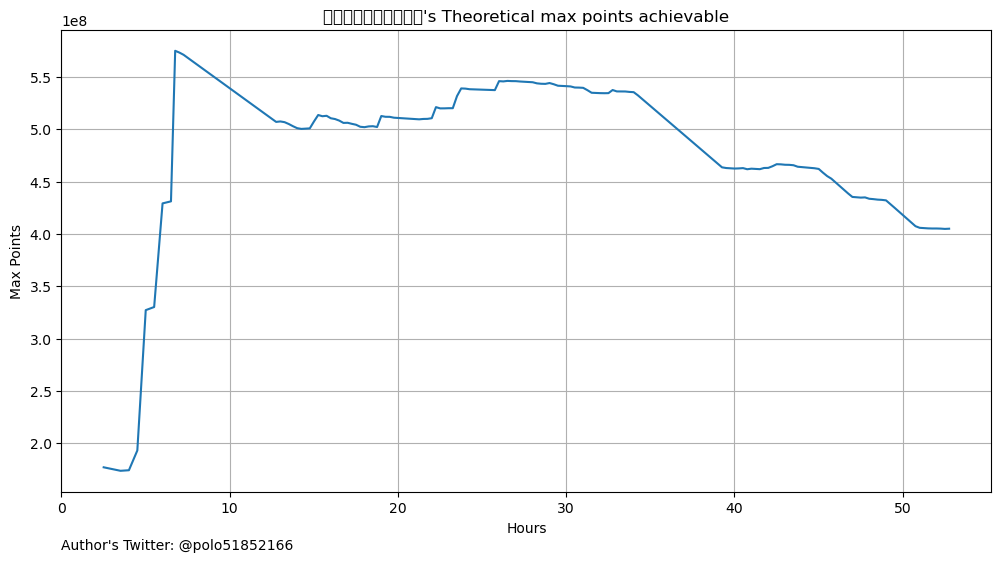 's Theoretical max points achievable
1e8
5.5
5.0
4.5
4.0
3.5
3.0
2.5
2.0
Max Points
0 10 20 30 40 50
Hours
Author's Twitter: @polo51852166